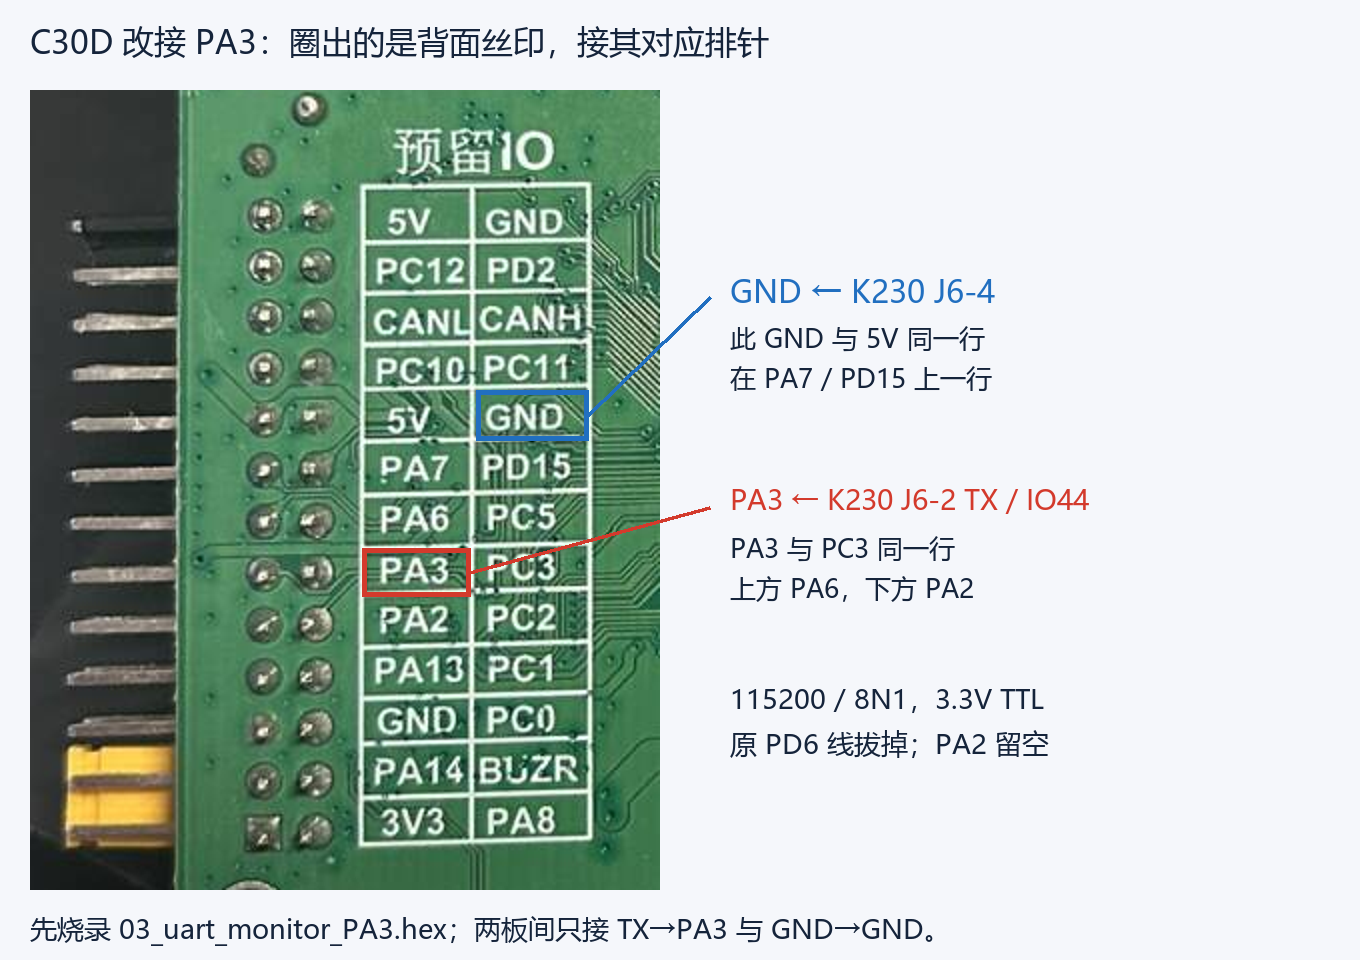 C30D 改接 PA3：圈出的是背面丝印，接其对应排针
预留IO
5V GND
PC12 PD2
CANL CANH
PC10 PC11
5V GND
PA7 PD15
PA6 PC5
PA3 PC3
PA2 PC2
PA13 PC1
GND PC0
PA14 BUZR
3V3 PA8
GND ← K230 J6-4
此 GND 与 5V 同一行
在 PA7 / PD15 上一行
PA3 ← K230 J6-2 TX / IO44
PA3 与 PC3 同一行
上方 PA6，下方 PA2
115200 / 8N1，3.3V TTL
原 PD6 线拔掉；PA2 留空
先烧录 03_uart_monitor_PA3.hex；两板间只接 TX→PA3 与 GND→GND。